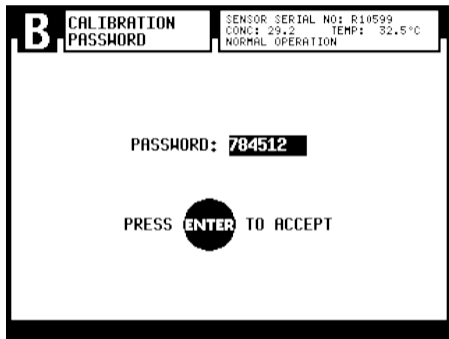 B
CALIBRATION
PASSWORD
SENSOR SERIAL NO: R10599
CONC: 29.2 TEMP: 32.5°C
NORMAL OPERATION
PASSWORD: 784512
PRESS ENTER TO ACCEPT